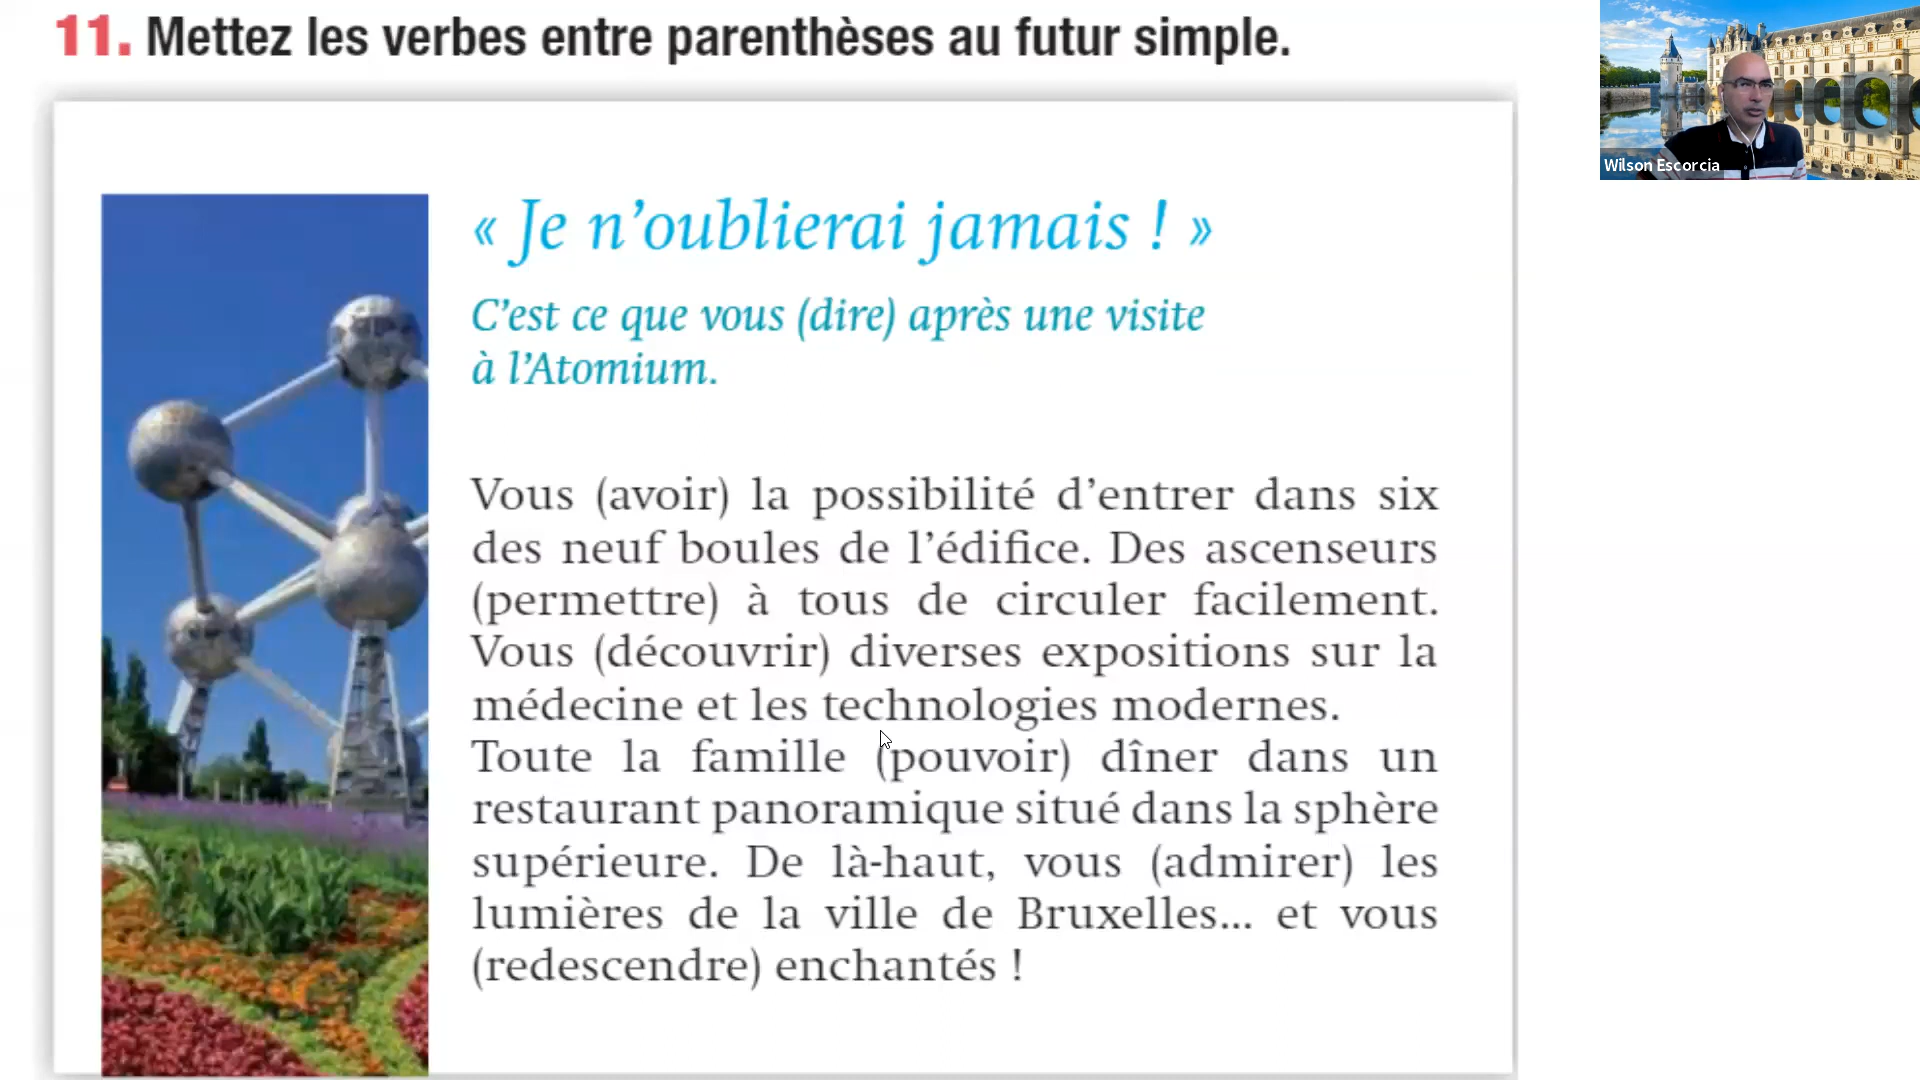 11. Mettez les verbes entre parenthèses au futur simple.
Wilson Escorcia
« Je n’oublierai jamais ! »
C’est ce que vous (dire) après une visite
à l’Atomium.
Vous (avoir) la possibilité d’entrer dans six
des neuf boules de l’édifice. Des ascenseurs
(permettre) à tous de circuler facilement.
Vous (découvrir) diverses expositions sur la
médecine et les technologies modernes.
Toute la famille (pouvoir) dîner dans un
restaurant panoramique situé dans la sphère
supérieure. De là-haut, vous (admirer) les
lumières de la ville de Bruxelles... et vous
(redescendre) enchantés !